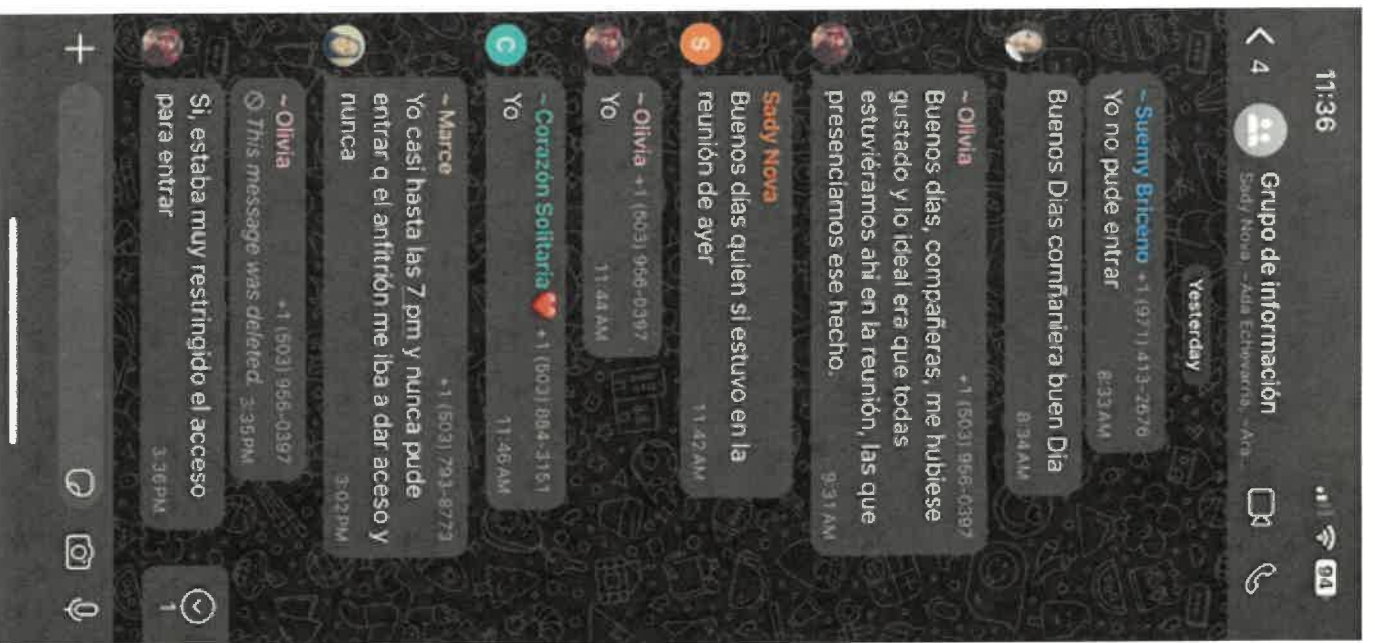 11:36
94
4
Grupo de información
Sady Nova, ~Ada Echevarria, ~Ara...
Yesterday
~Suemy Briceno +1 (971) 413-2676
Yo no pude entrar
8:33 AM
Buenos Dias comñaniera buen Dia
8:34 AM
~Olivia +1 (503) 966-0397
Buenos días, compañeras, me hubiese
gustado y lo ideal era que todas
estuviéramos ahi en la reunión, las que
presenciamos ese hecho.
9:31 AM
Sady Nova
Buenos días quien si estuvo en la
reunión de ayer
11:42 AM
~Olivia +1 (503) 966-0397
Yo
11:44 AM
C
~Corazón Solitaria❤️ +1 (503) 884-3151
Yo
11:46 AM
S
~Marce +1 (503) 793-8773
Yo casi hasta las 7 pm y nunca pude
entrar q el anfitrión me iba a dar aceso y
nunca
3:02 PM
~Olivia +1 (503) 966-0397
This message was deleted. 3:35 PM
Si, estaba muy restringido el acceso
para entrar
3:36 PM
1